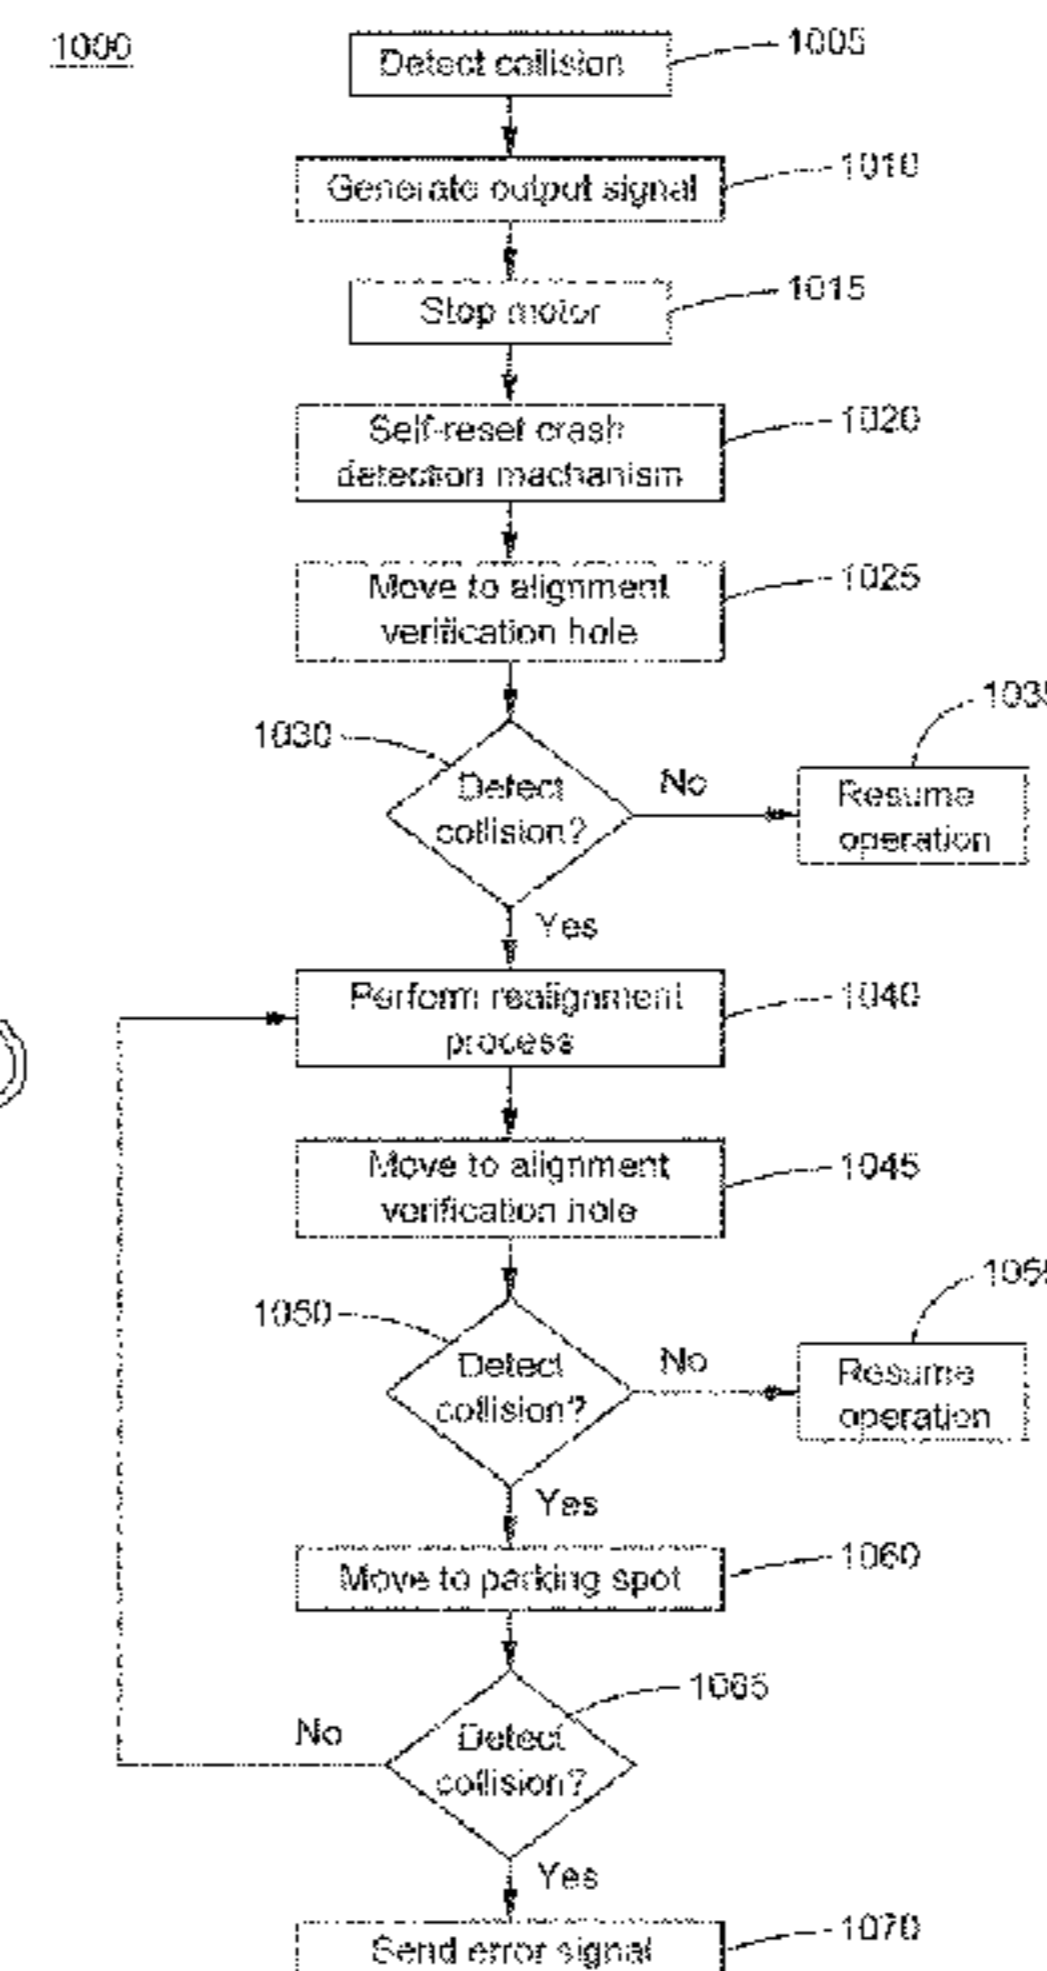 1000
Detect collision
1005
Generate output signal
1010
Stop motor
1015
Self-reset crash
detection machanism
1020
Move to alignment
verification hole
1025
1030
Detect
collision?
No
Resume
operation
Yes
Perform realignment
process
1040
Move to alignment
verification hole
1045
1050
Detect
collision?
No
Resume
operation
Yes
Move to parking spot
1060
Detect
collision?
1065
No
Yes
Send error signal
1070